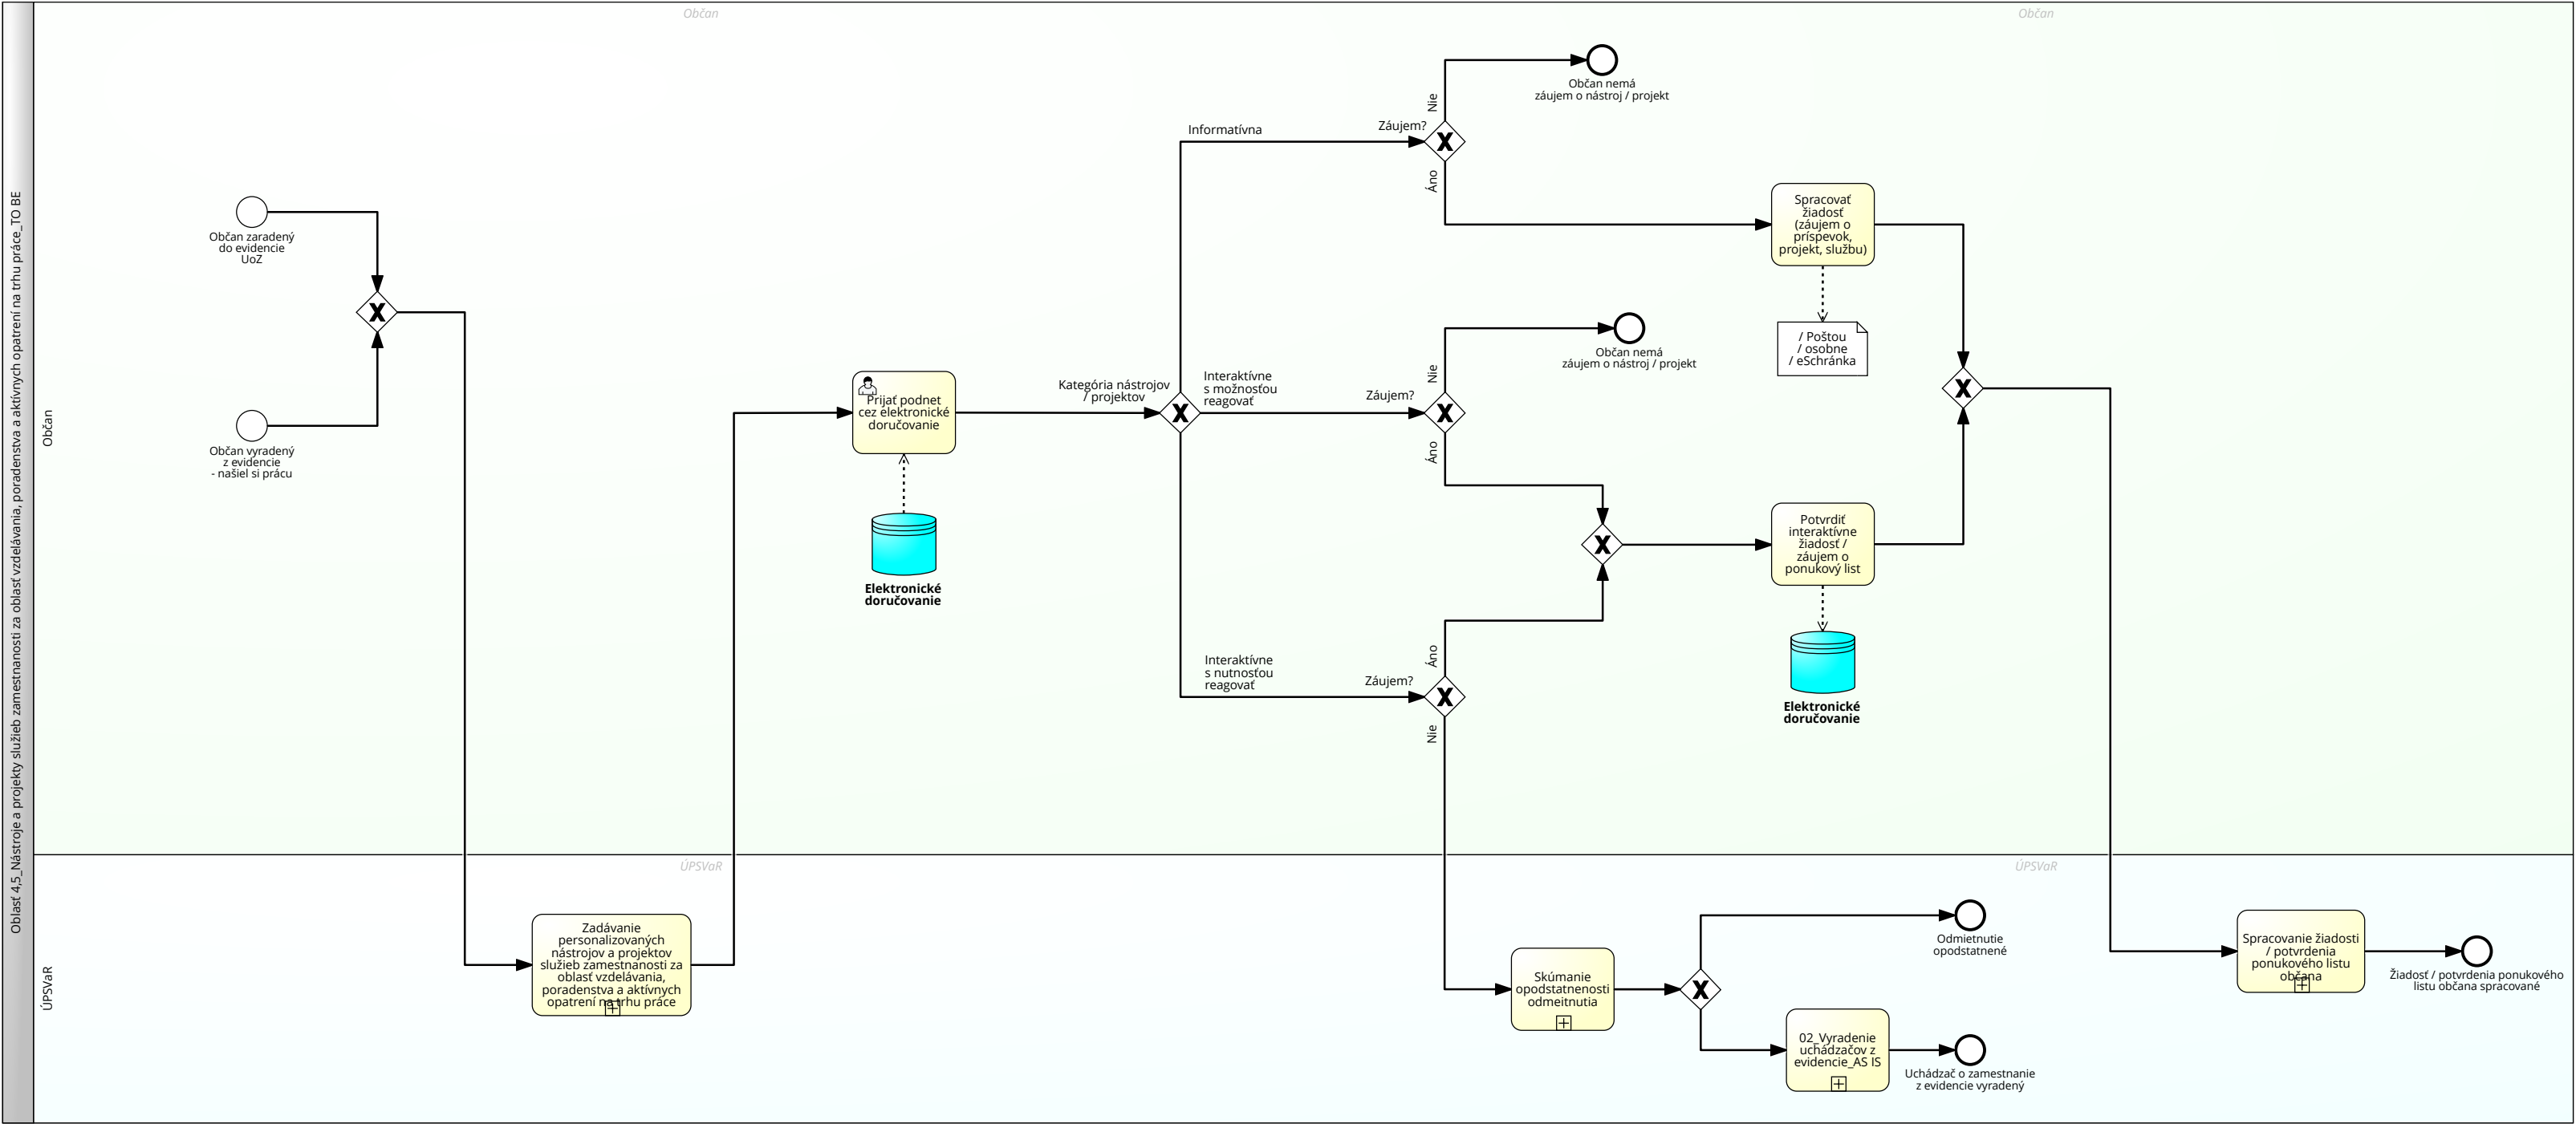 Oblasť 4,5_Nástroje a projekty služieb zamestnanosti za oblasť vzdelávania, poradenstva a aktívnych opatrení na trhu práce_TO BE
Občan
Občan
Občan
Občan zaradený
do evidencie
UoZ
Občan vyradený
z evidencie
- našiel si prácu
Prijať podnet
cez elektronické
doručovanie
Elektronické
doručovanie
Kategória nástrojov
/ projektov
Informatívna
Interaktívne
s možnosťou
reagovať
Interaktívne
s nutnosťou
reagovať
Záujem?
Nie
Áno
Občan nemá
záujem o nástroj / projekt
Záujem?
Nie
Áno
Občan nemá
záujem o nástroj / projekt
Záujem?
Áno
Nie
Spracovať
žiadosť
(záujem o
príspevok,
projekt, službu)
/ Poštou
/ osobne
/ eSchránka
Potvrdiť
interaktívne
žiadosť /
záujem o
ponukový list
Elektronické
doručovanie
ÚPSVaR
ÚPSVaR
ÚPSVaR
Zadávanie
personalizovaných
nástrojov a projektov
služieb zamestnanosti za
oblasť vzdelávania,
poradenstva a aktívnych
opatrení na trhu práce
Skúmanie
opodstatnenosti
odmeitnutia
Odmietnutie
opodstatnené
02_Vyradenie
uchádzačov z
evidencie_AS IS
Uchádzač o zamestnanie
z evidencie vyradený
Spracovanie žiadosti
/ potvrdenia
ponukového listu
občana
Žiadosť / potvrdenia ponukového
listu občana spracované